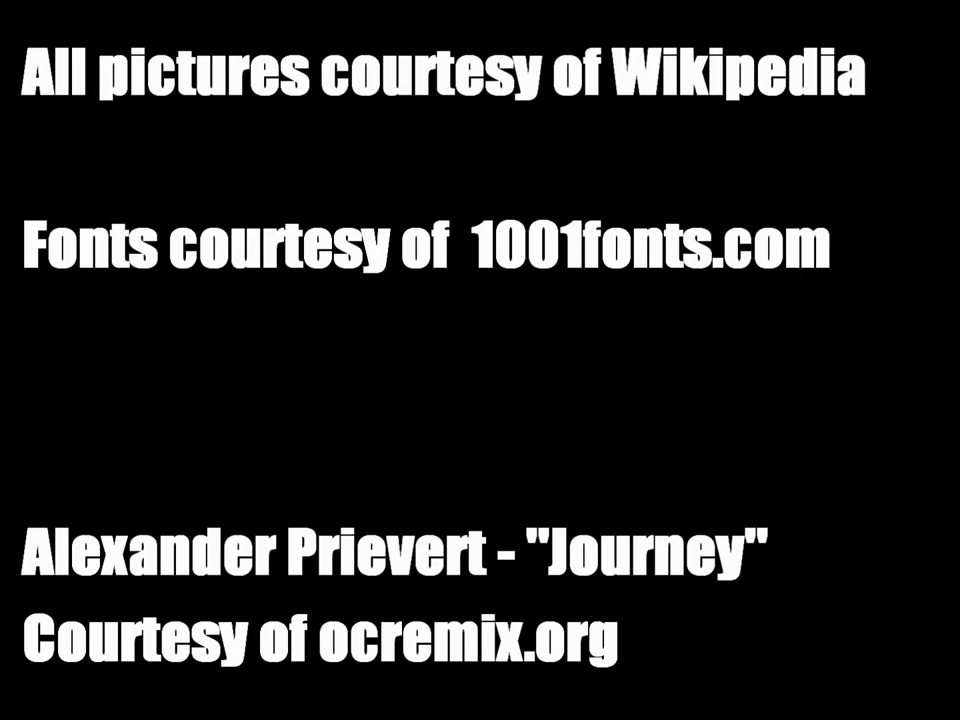 All pictures courtesy of Wikipedia
Fonts courtesy of 1001fonts.com
Alexander Prievert - "Journey"
Courtesy of ocremix.org